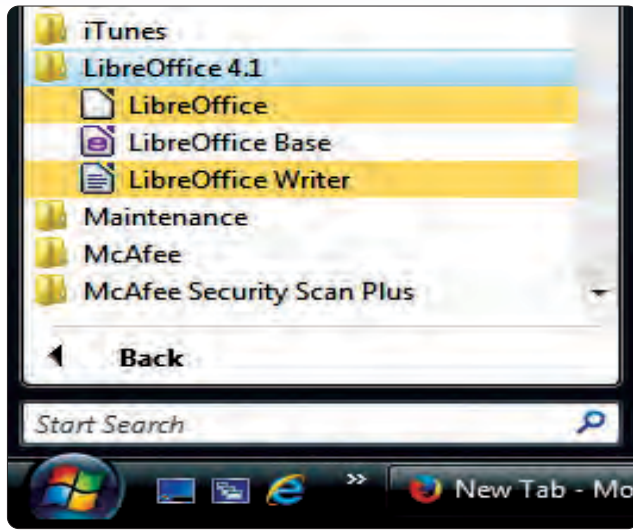 iTunes
LibreOffice 4.1
LibreOffice
LibreOffice Base
LibreOffice Writer
Maintenance
McAfee
McAfee Security Scan Plus
Back
Start Search
New Tab - Mo